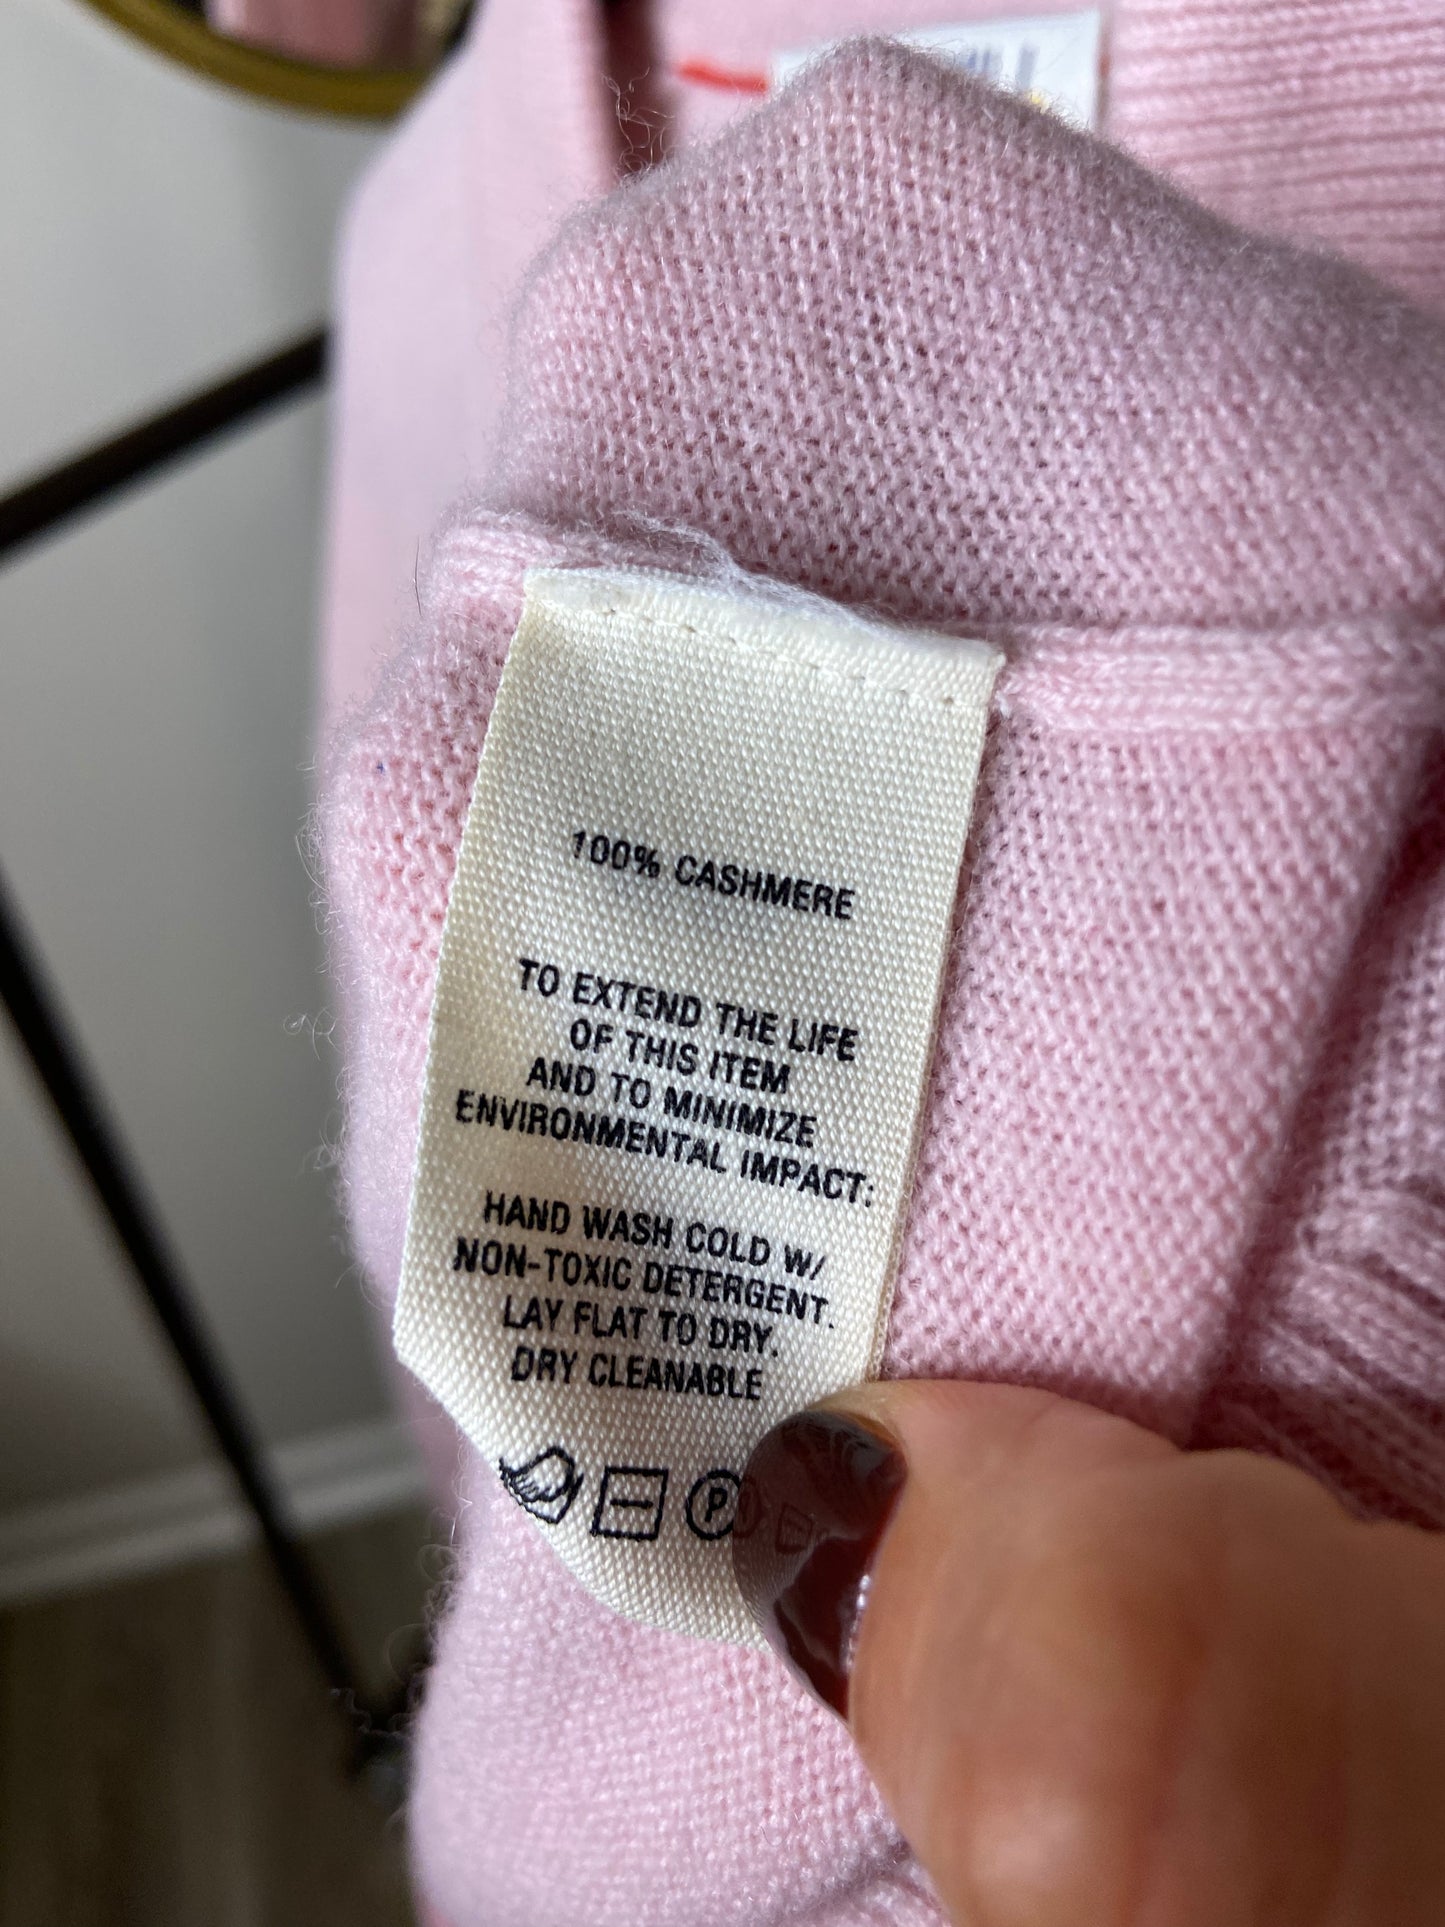 100% CASHMERE
TO EXTEND THE LIFE
OF THIS ITEM
AND TO MINIMIZE
ENVIRONMENTAL IMPACT:
HAND WASH COLD W/
NON-TOXIC DETERGENT.
LAY FLAT TO DRY.
DRY CLEANABLE
P